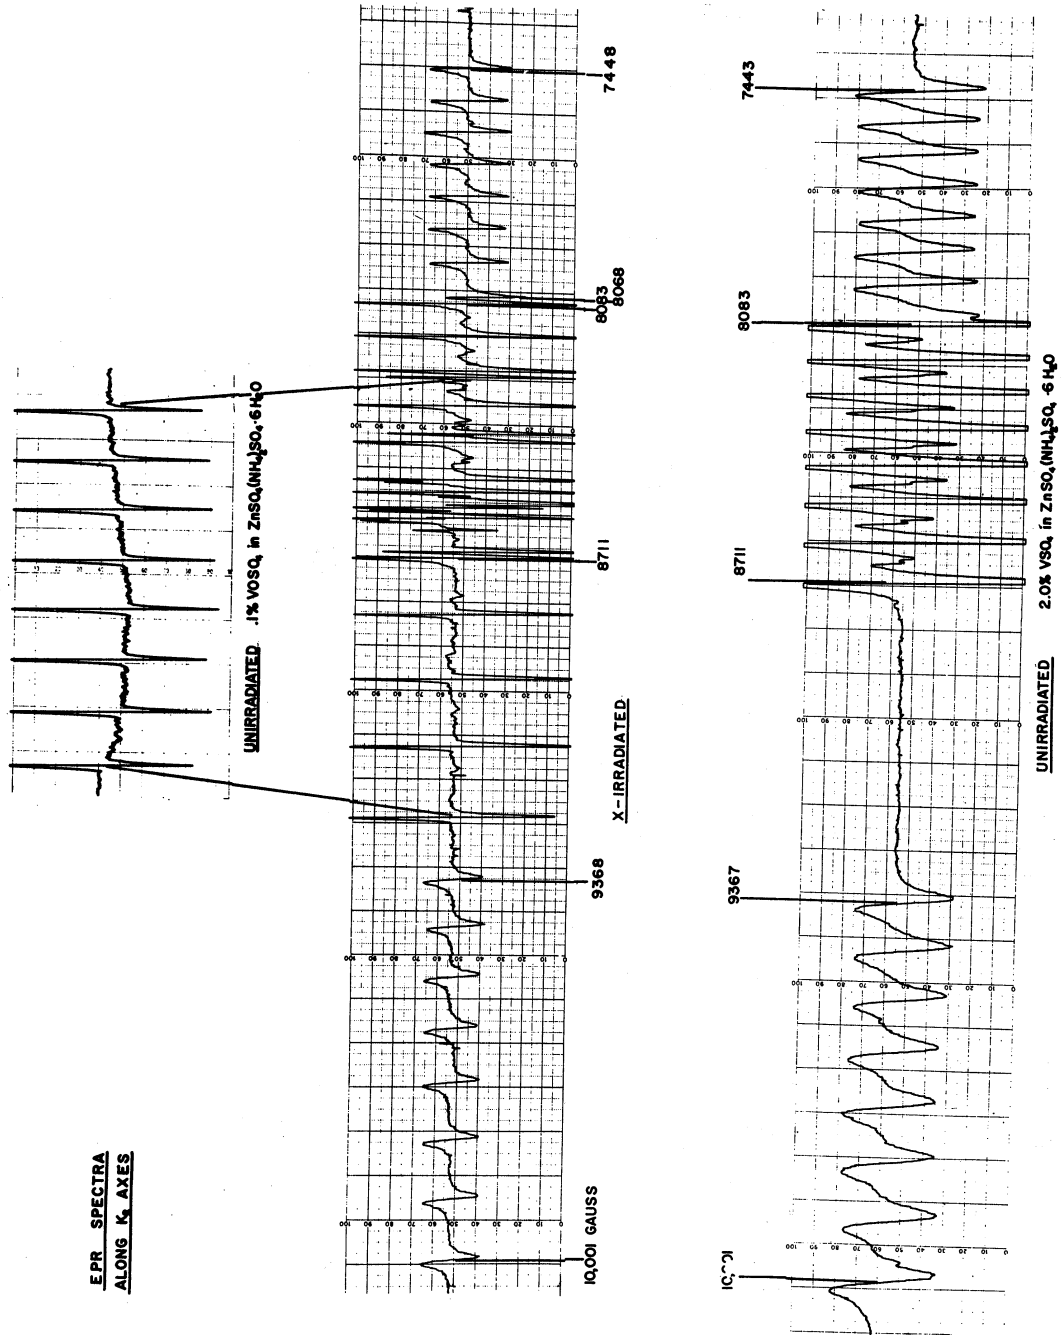 EPR SPECTRA
ALONG K₂ AXES
UNIRRADIATED .1% VOSO₄ in ZnSO₄(NH₄)₂SO₄·6H₂O
7448
8068
8083
8711
9368
10,001 GAUSS
X-IRRADIATED
7443
8083
8711
9367
2.0% VSO₄ in ZnSO₄(NH₄)₂SO₄ ·6H₂O
UNIRRADIATED